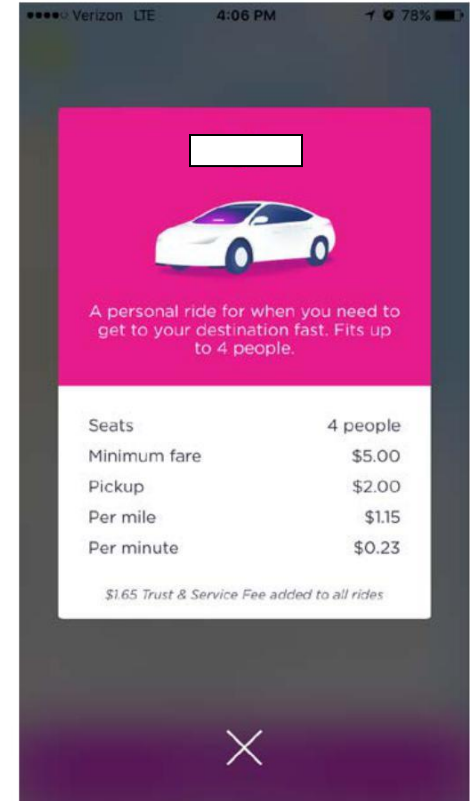 Verizon LTE 4:06 PM 78%
A personal ride for when you need to
get to your destination fast. Fits up
to 4 people.
Seats 4 people
Minimum fare $5.00
Pickup $2.00
Per mile $1.15
Per minute $0.23
$1.65 Trust & Service Fee added to all rides